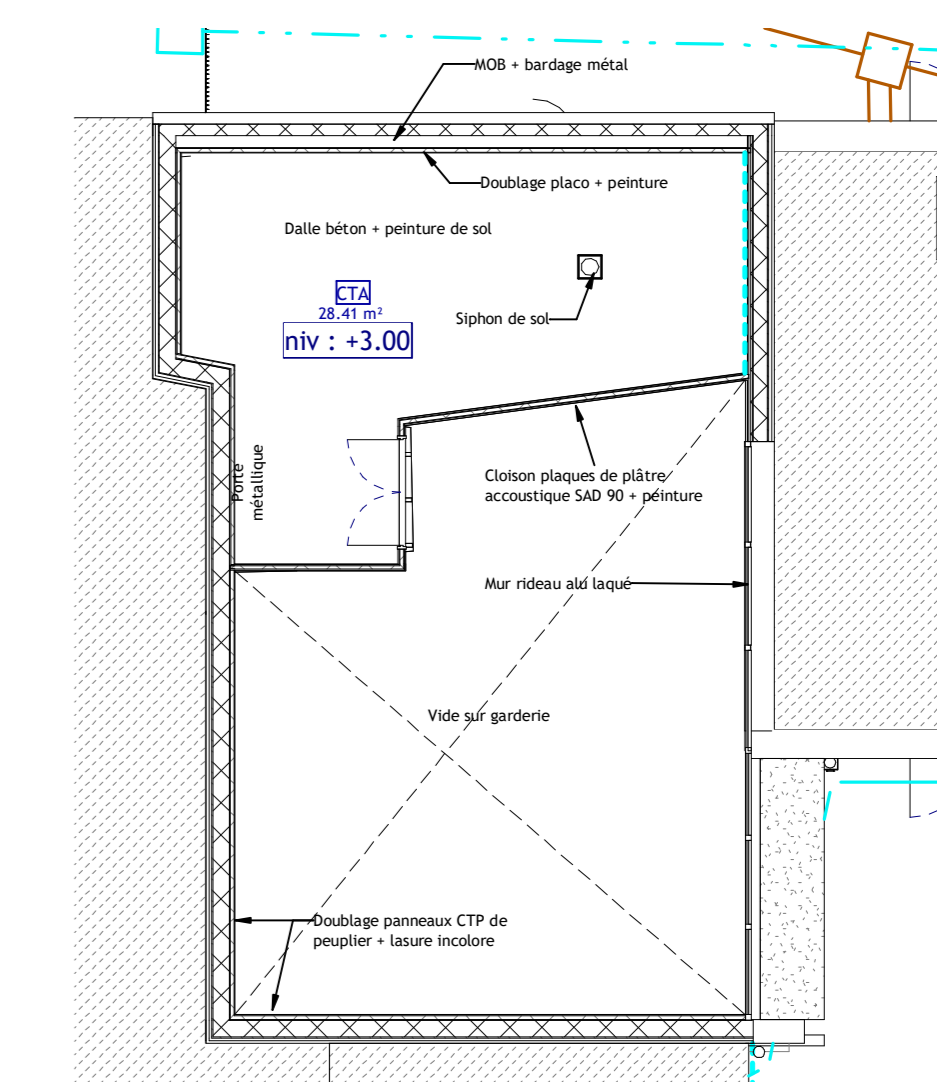 MOB + bardage métal
Doublage placo + peinture
Dalle béton + peinture de sol
CTA
28.41 m²
niv : +3.00
Siphon de sol
Porte
métallique
Cloison plaques de plâtre
accoustique SAD 90 + peinture
Mur rideau alu laqué
Vide sur garderie
Doublage panneaux CTP de
peuplier + lasure incolore